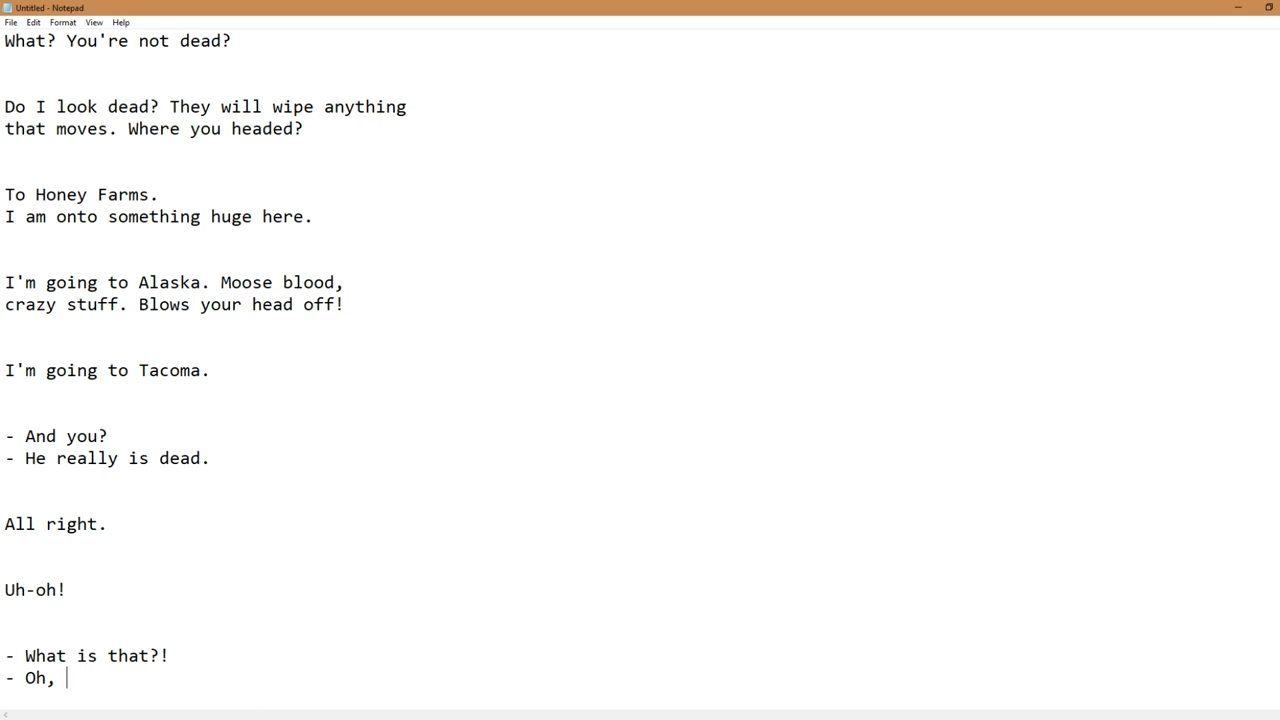 Untitled - Notepad
File Edit Format View Help
What? You're not dead?
Do I look dead? They will wipe anything
that moves. Where you headed?
To Honey Farms.
I am onto something huge here.
I'm going to Alaska. Moose blood,
crazy stuff. Blows your head off!
I'm going to Tacoma.
- And you?
- He really is dead.
All right.
Uh-oh!
- What is that?!
- Oh,